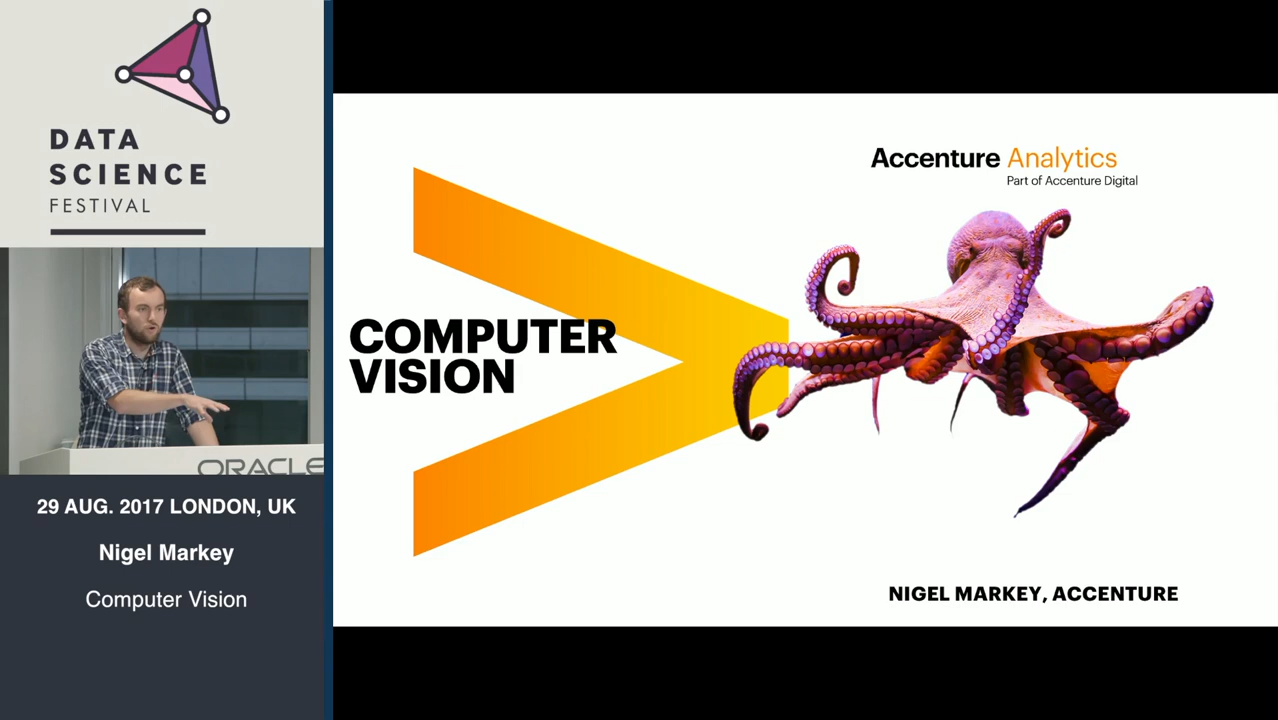 DATA
SCIENCE
FESTIVAL
ORACLE
29 AUG. 2017 LONDON, UK
Nigel Markey
Computer Vision
Accenture Analytics
Part of Accenture Digital
COMPUTER
VISION
NIGEL MARKEY, ACCENTURE